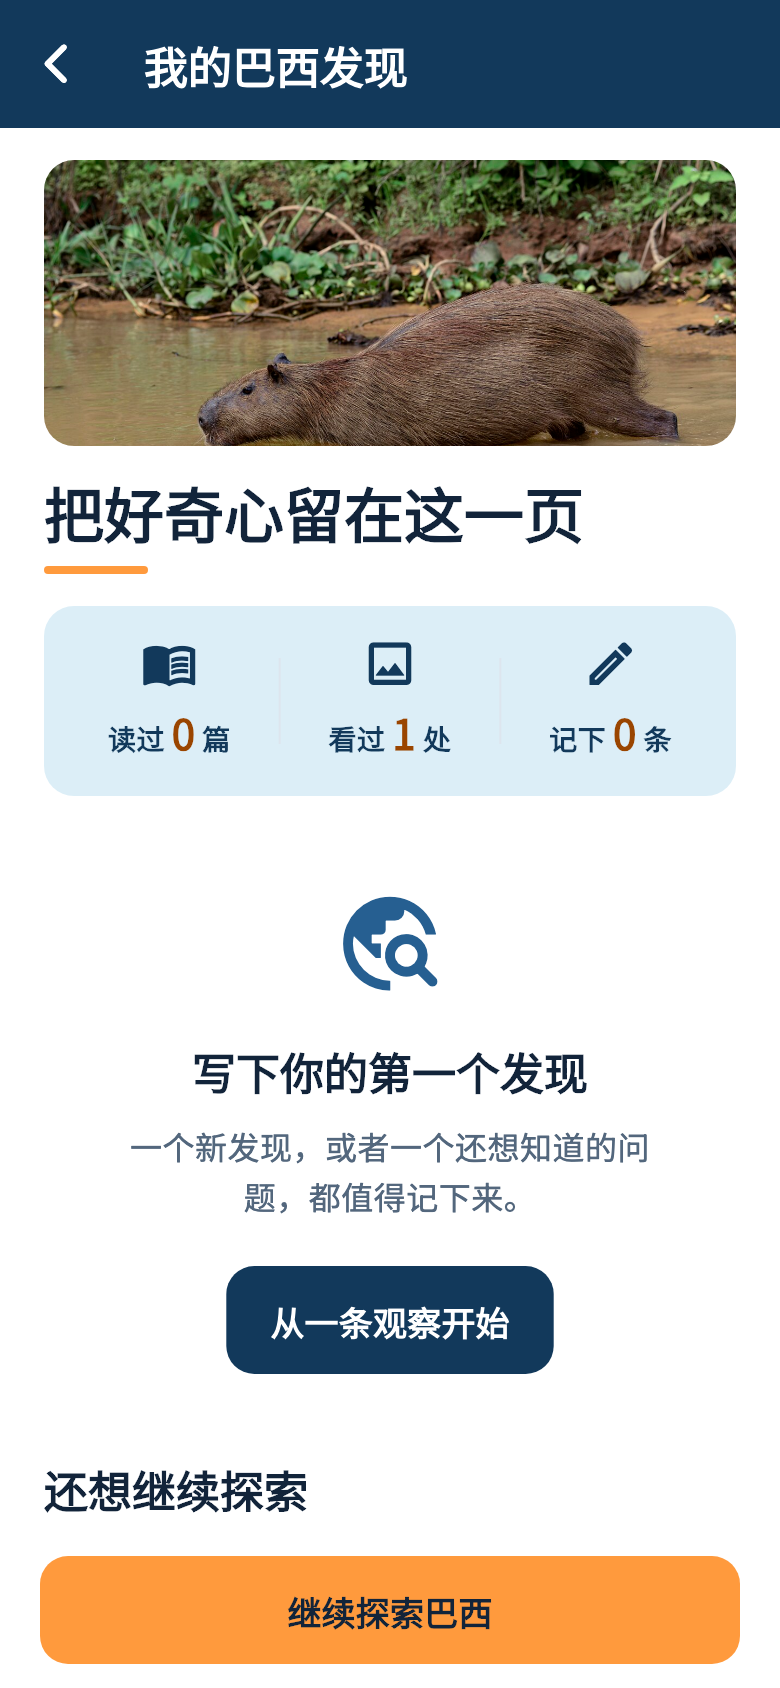 我的巴西发现
把好奇心留在这一页
读过 0 篇
看过 1 处
记下 0 条
写下你的第一个发现
一个新发现，或者一个还想知道的问
题，都值得记下来。
从一条观察开始
还想继续探索
继续探索巴西